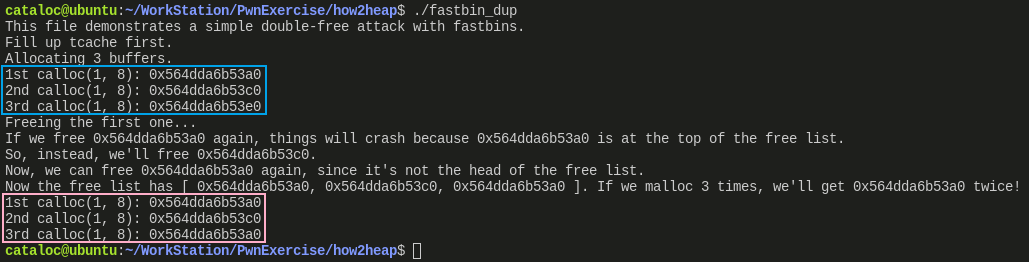 cataloc@ubuntu:~/WorkStation/PwnExercise/how2heap$ ./fastbin_dup
This file demonstrates a simple double-free attack with fastbins.
Fill up tcache first.
Allocating 3 buffers.
1st calloc(1, 8): 0x564dda6b53a0
2nd calloc(1, 8): 0x564dda6b53c0
3rd calloc(1, 8): 0x564dda6b53e0
Freeing the first one...
If we free 0x564dda6b53a0 again, things will crash because 0x564dda6b53a0 is at the top of the free list.
So, instead, we'll free 0x564dda6b53c0.
Now, we can free 0x564dda6b53a0 again, since it's not the head of the free list.
Now the free list has [ 0x564dda6b53a0, 0x564dda6b53c0, 0x564dda6b53a0 ]. If we malloc 3 times, we'll get 0x564dda6b53a0 twice!
1st calloc(1, 8): 0x564dda6b53a0
2nd calloc(1, 8): 0x564dda6b53c0
3rd calloc(1, 8): 0x564dda6b53a0
cataloc@ubuntu:~/WorkStation/PwnExercise/how2heap$